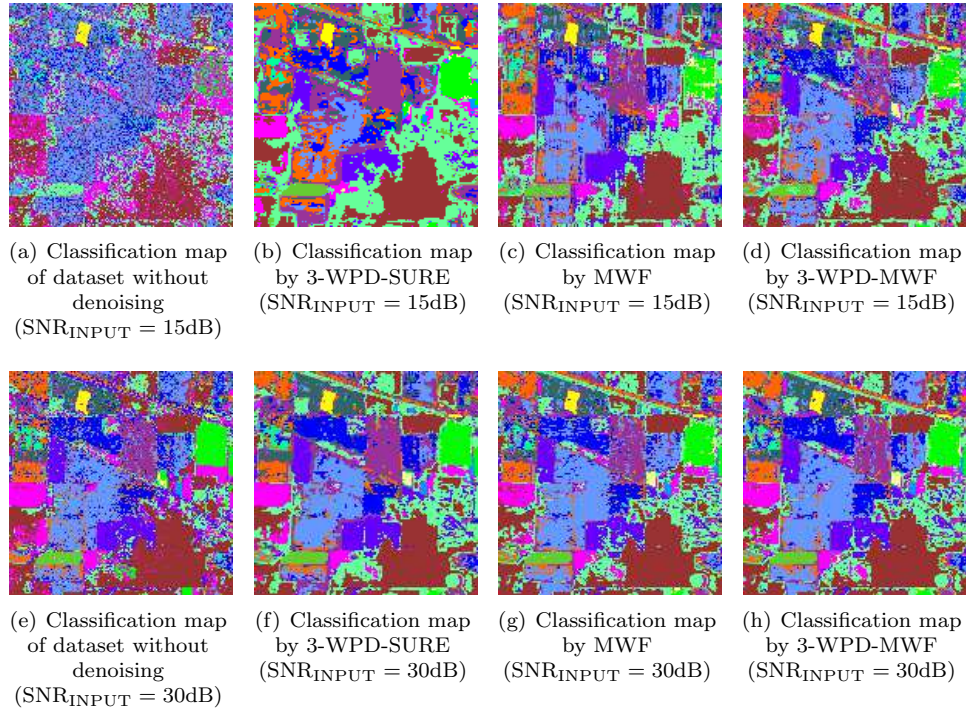 (a) Classification map
of dataset without
denoising
(SNR_INPUT = 15dB)
(b) Classification map
by 3-WPD-SURE
(SNR_INPUT = 15dB)
(c) Classification map
by MWF
(SNR_INPUT = 15dB)
(d) Classification map
by 3-WPD-MWF
(SNR_INPUT = 15dB)
(e) Classification map
of dataset without
denoising
(SNR_INPUT = 30dB)
(f) Classification map
by 3-WPD-SURE
(SNR_INPUT = 30dB)
(g) Classification map
by MWF
(SNR_INPUT = 30dB)
(h) Classification map
by 3-WPD-MWF
(SNR_INPUT = 30dB)